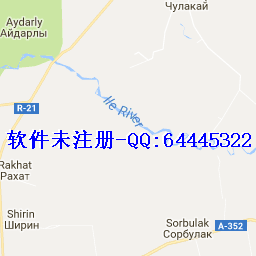 Чулакай
Aydarly
Айдарлы
R-21
Ile River
软件未注册-QQ:64445322
Rakhat
Рахат
Shirin
Ширин
Sorbulak
Сорбулак
A-352